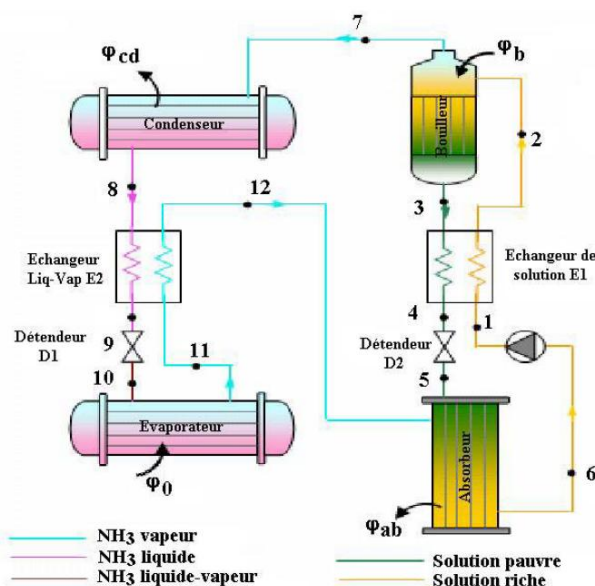 7
φcd
φb
Condenseur
Bouilleur
2
8
12
3
Echangeur
Liq-Vap E2
Echangeur de
solution E1
4
1
9
Détendeur
D1
11
Détendeur
D2
10
5
Evaporateur
Absorbeur
6
φ0
φab
NH3 vapeur
NH3 liquide
NH3 liquide-vapeur
Solution pauvre
Solution riche